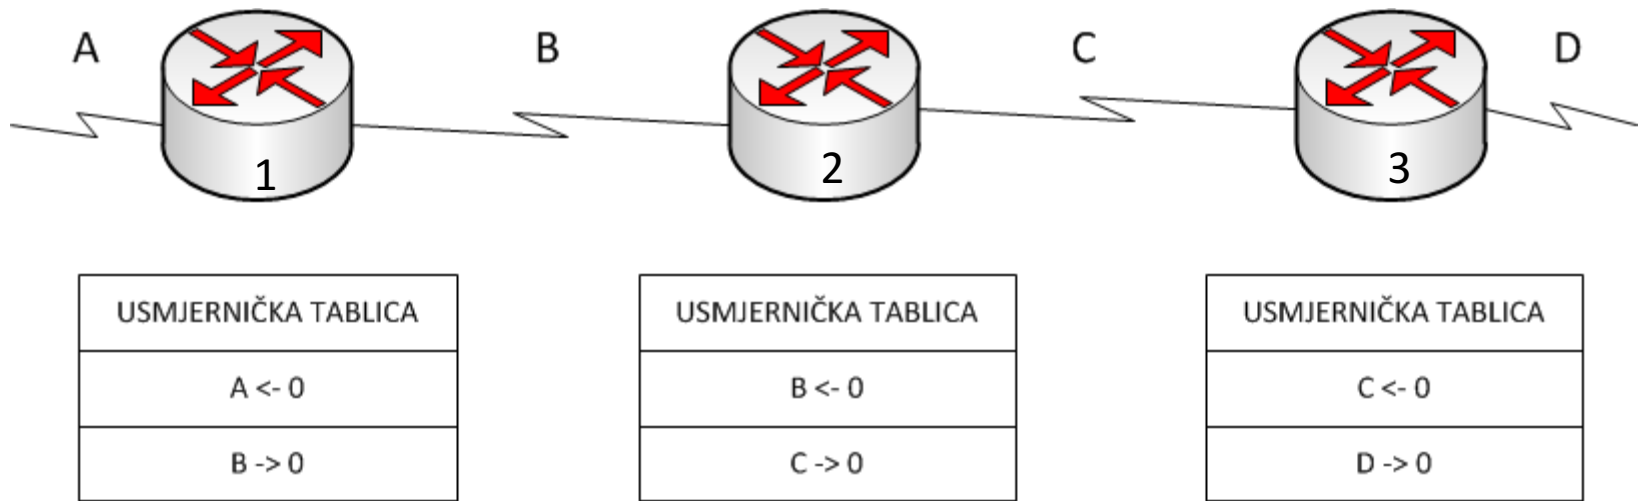 A
B
C
D
1
2
3
USMJERNIČKA TABLICA
A <- 0
B -> 0
USMJERNIČKA TABLICA
B <- 0
C -> 0
USMJERNIČKA TABLICA
C <- 0
D -> 0